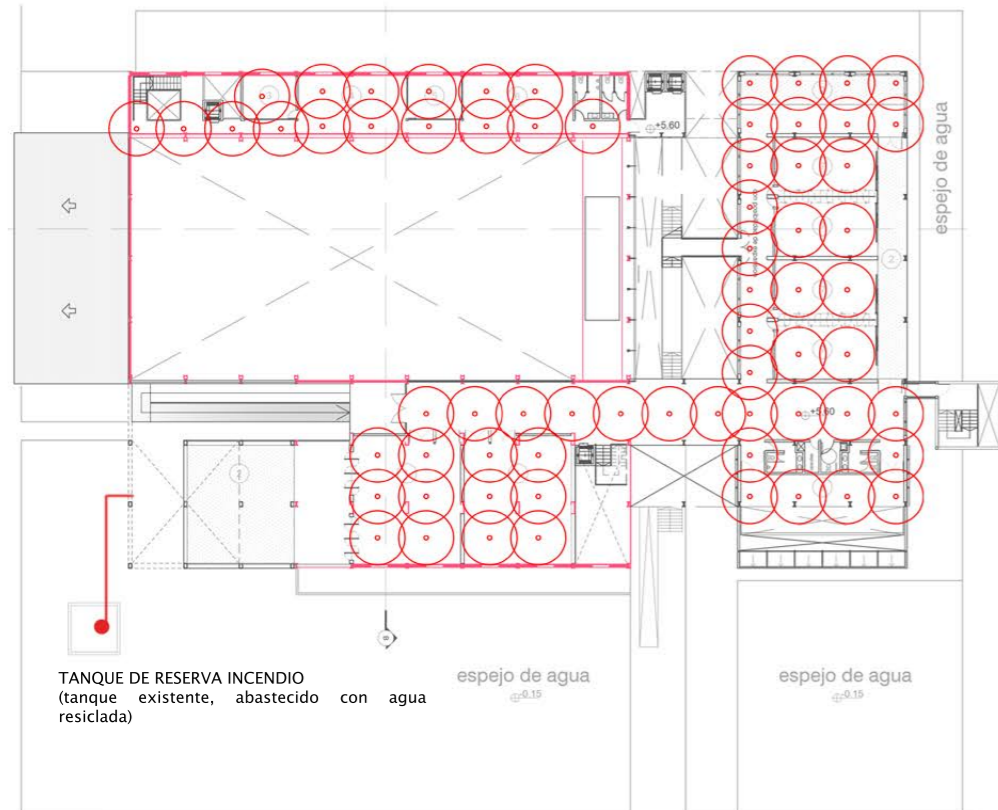 +5.60
espejo de agua
2
+5.60
TANQUE DE RESERVA INCENDIO
(tanque existente, abastecido con agua
resiclada)
espejo de agua
-0.15
espejo de agua
-0.15